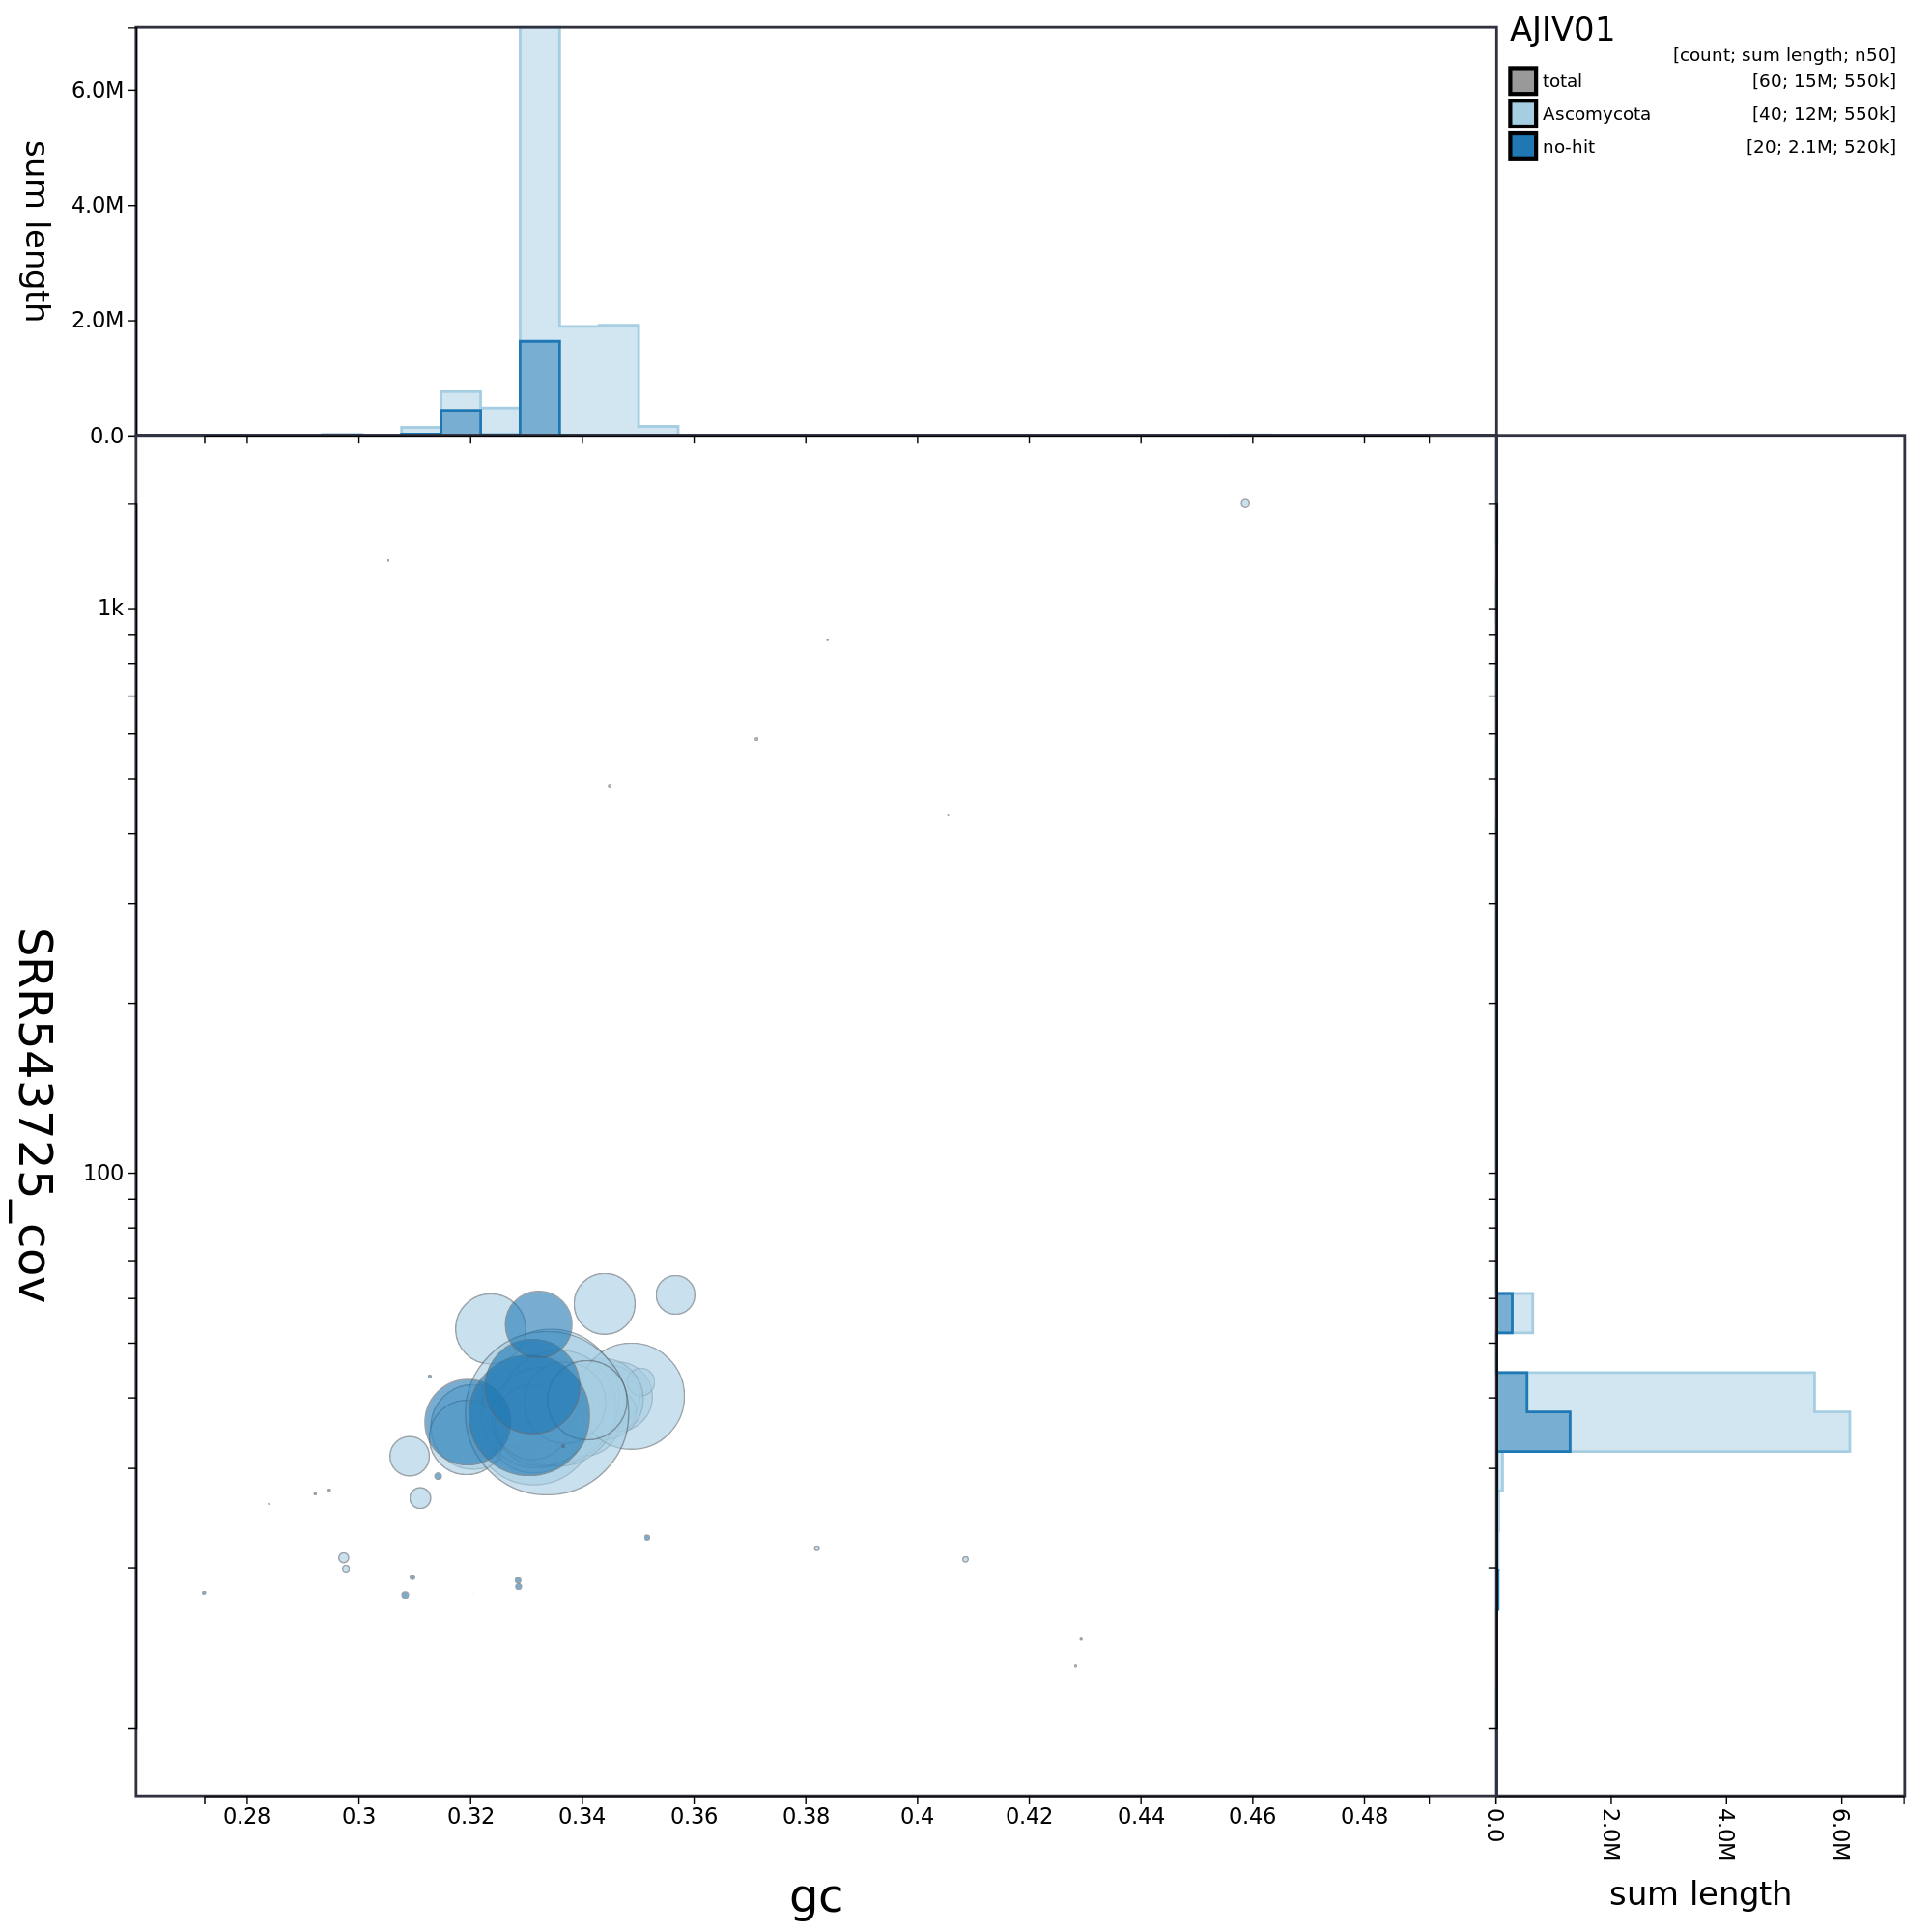 AJIV01
[count; sum length; n50]
total [60; 15M; 550k]
Ascomycota [40; 12M; 550k]
no-hit [20; 2.1M; 520k]
sum length
6.0M
4.0M
2.0M
0.0
SRR543725_cov
1k
100
0.28 0.3 0.32 0.34 0.36 0.38 0.4 0.42 0.44 0.46 0.48
gc
0.0 2.0M 4.0M 6.0M
sum length